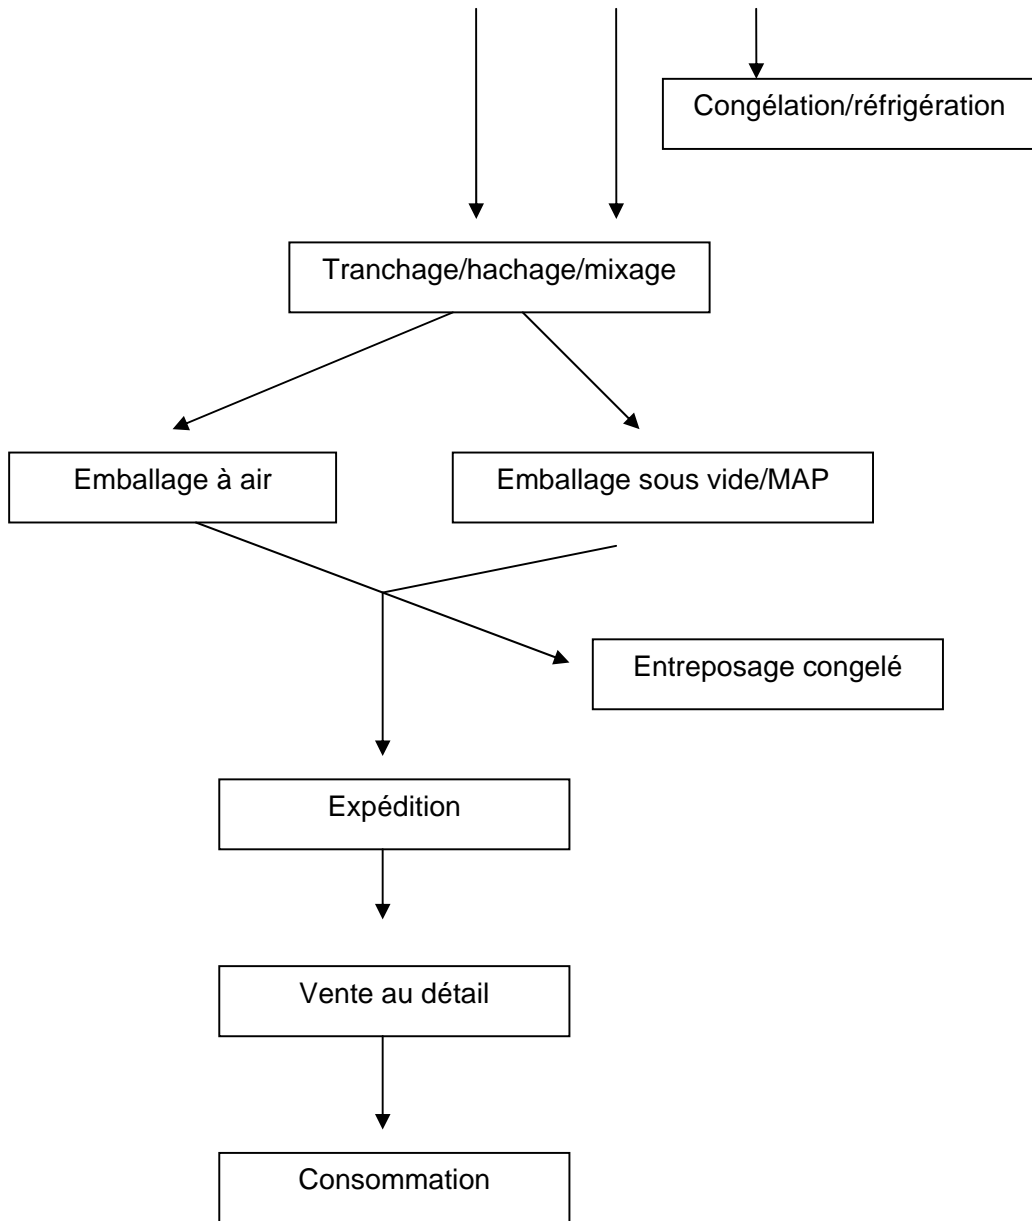 Congélation/réfrigération
Tranchage/hachage/mixage
Emballage à air
Emballage sous vide/MAP
Entreposage congelé
Expédition
Vente au détail
Consommation